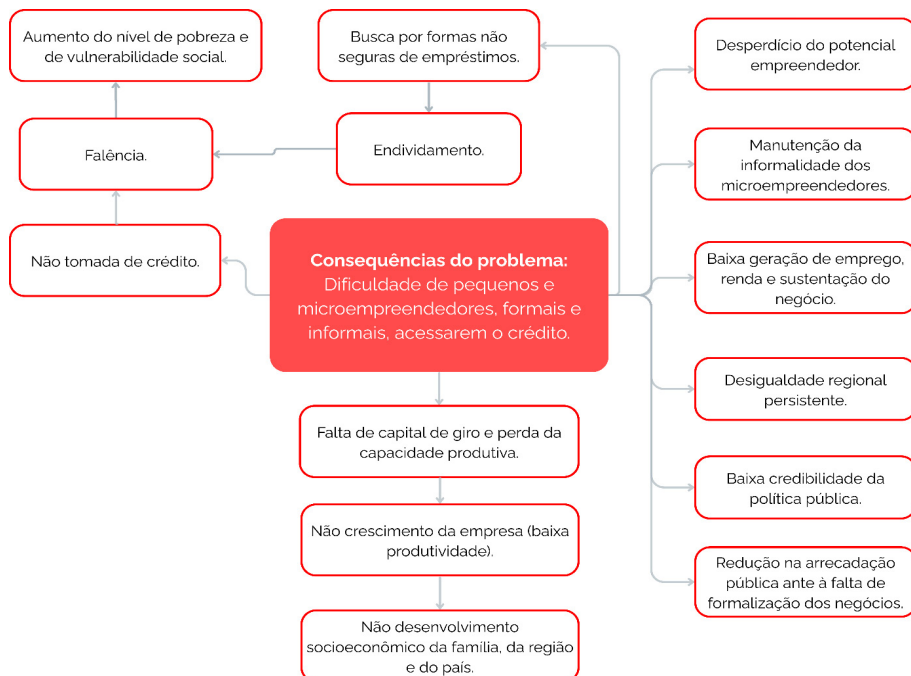 Aumento do nível de pobreza e
de vulnerabilidade social.
Busca por formas não
seguras de empréstimos.
Desperdício do potencial
empreendedor.
Falência.
Endividamento.
Manutenção da
informalidade dos
microempreendedores.
Não tomada de crédito.
Consequências do problema:
Dificuldade de pequenos e
microempreendedores, formais e
informais, acessarem o crédito.
Baixa geração de emprego,
renda e sustentação do
negócio.
Desigualdade regional
persistente.
Falta de capital de giro e perda da
capacidade produtiva.
Baixa credibilidade da
política pública.
Não crescimento da empresa (baixa
produtividade).
Redução na arrecadação
pública ante à falta de
formalização dos negócios.
Não desenvolvimento
socioeconômico da família, da região
e do país.